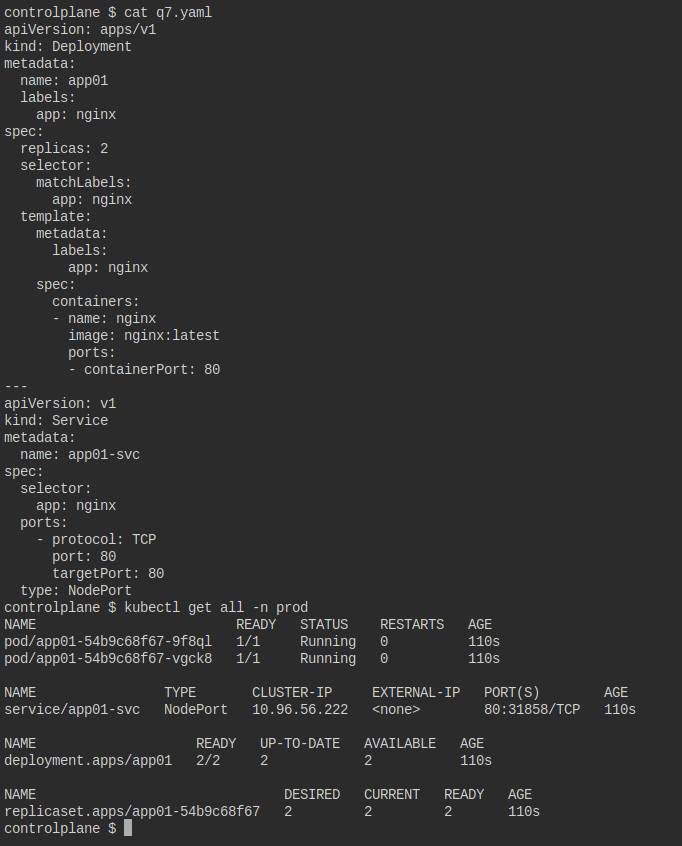 controlplane $ cat q7.yaml
apiVersion: apps/v1
kind: Deployment
metadata:
  name: app01
  labels:
    app: nginx
spec:
  replicas: 2
  selector:
    matchLabels:
      app: nginx
  template:
    metadata:
      labels:
        app: nginx
    spec:
      containers:
      - name: nginx
        image: nginx:latest
        ports:
        - containerPort: 80
---
apiVersion: v1
kind: Service
metadata:
  name: app01-svc
spec:
  selector:
    app: nginx
  ports:
    - protocol: TCP
      port: 80
      targetPort: 80
  type: NodePort
controlplane $ kubectl get all -n prod
NAME                         READY   STATUS    RESTARTS   AGE
pod/app01-54b9c68f67-9f8ql   1/1     Running   0          110s
pod/app01-54b9c68f67-vgck8   1/1     Running   0          110s

NAME                TYPE       CLUSTER-IP     EXTERNAL-IP   PORT(S)        AGE
service/app01-svc   NodePort   10.96.56.222   <none>        80:31858/TCP   110s

NAME                    READY   UP-TO-DATE   AVAILABLE   AGE
deployment.apps/app01   2/2     2            2           110s

NAME                               DESIRED   CURRENT   READY   AGE
replicaset.apps/app01-54b9c68f67   2         2         2       110s
controlplane $